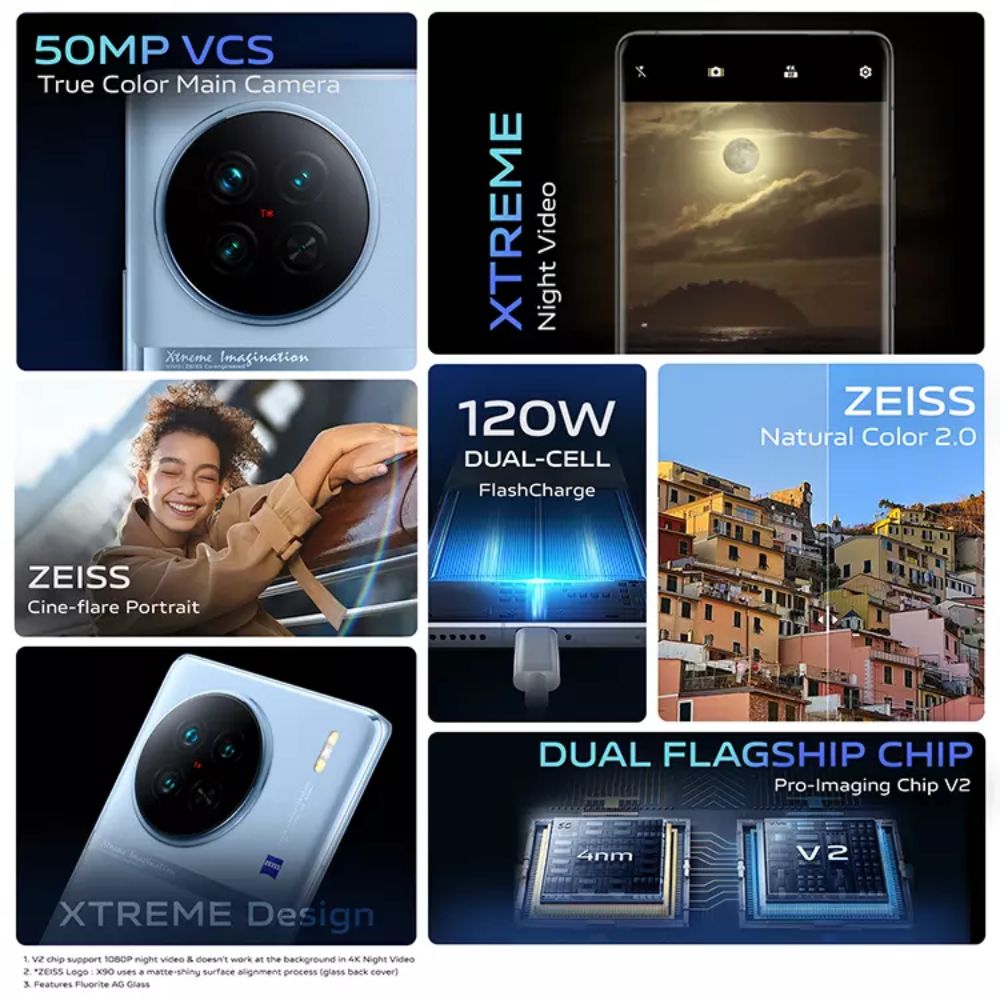 50MP VCS
True Color Main Camera
T*
Xtreme Imagination
VIVO | ZEISS Co-engineered
XTREME
Night Video
4K
ZEISS
Cine-flare Portrait
120W
DUAL-CELL
FlashCharge
ZEISS
Natural Color 2.0
T*
Xtreme Imagination
ZEISS
XTREME Design
DUAL FLAGSHIP CHIP
Pro-Imaging Chip V2
5G
4nm
V2
1. V2 chip support 1080P night video & doesn't work at the background in 4K Night Video
2. *ZEISS Logo : X90 uses a matte-shiny surface alignment process (glass back cover)
3. Features Fluorite AG Glass